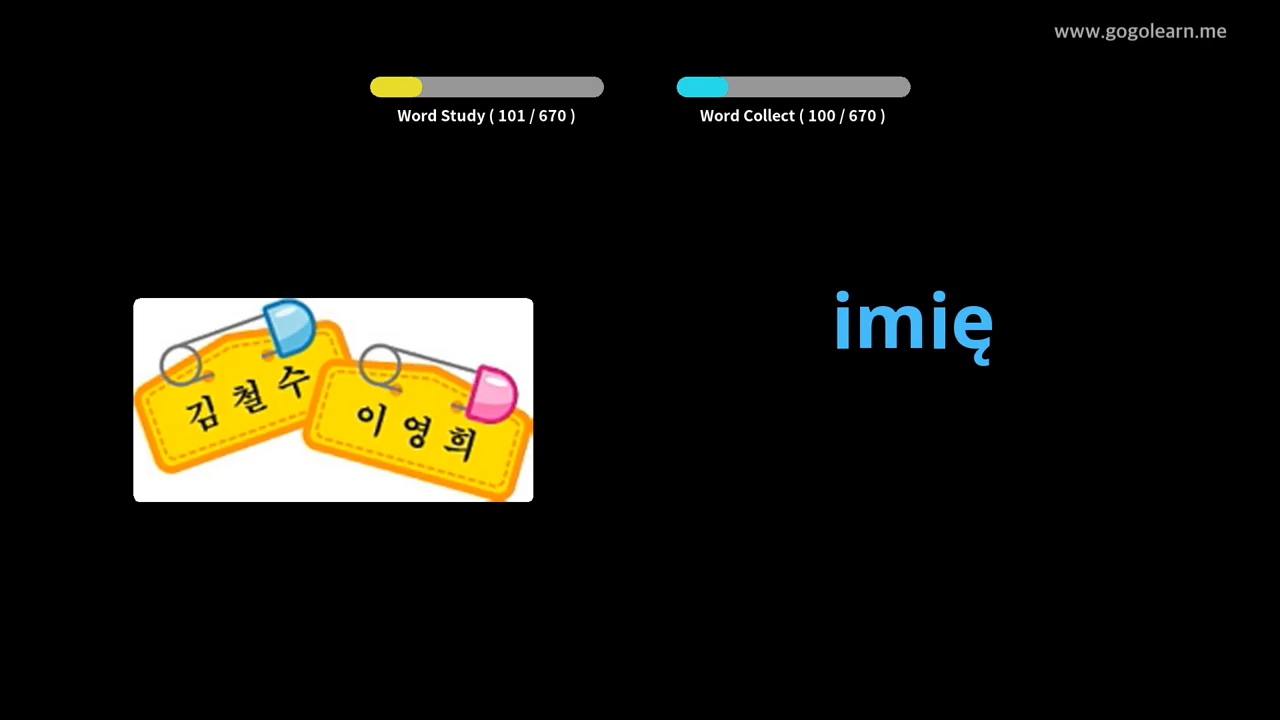 www.gogolearn.me
Word Study ( 101 / 670 )
Word Collect ( 100 / 670 )
imię
김철수
이영희